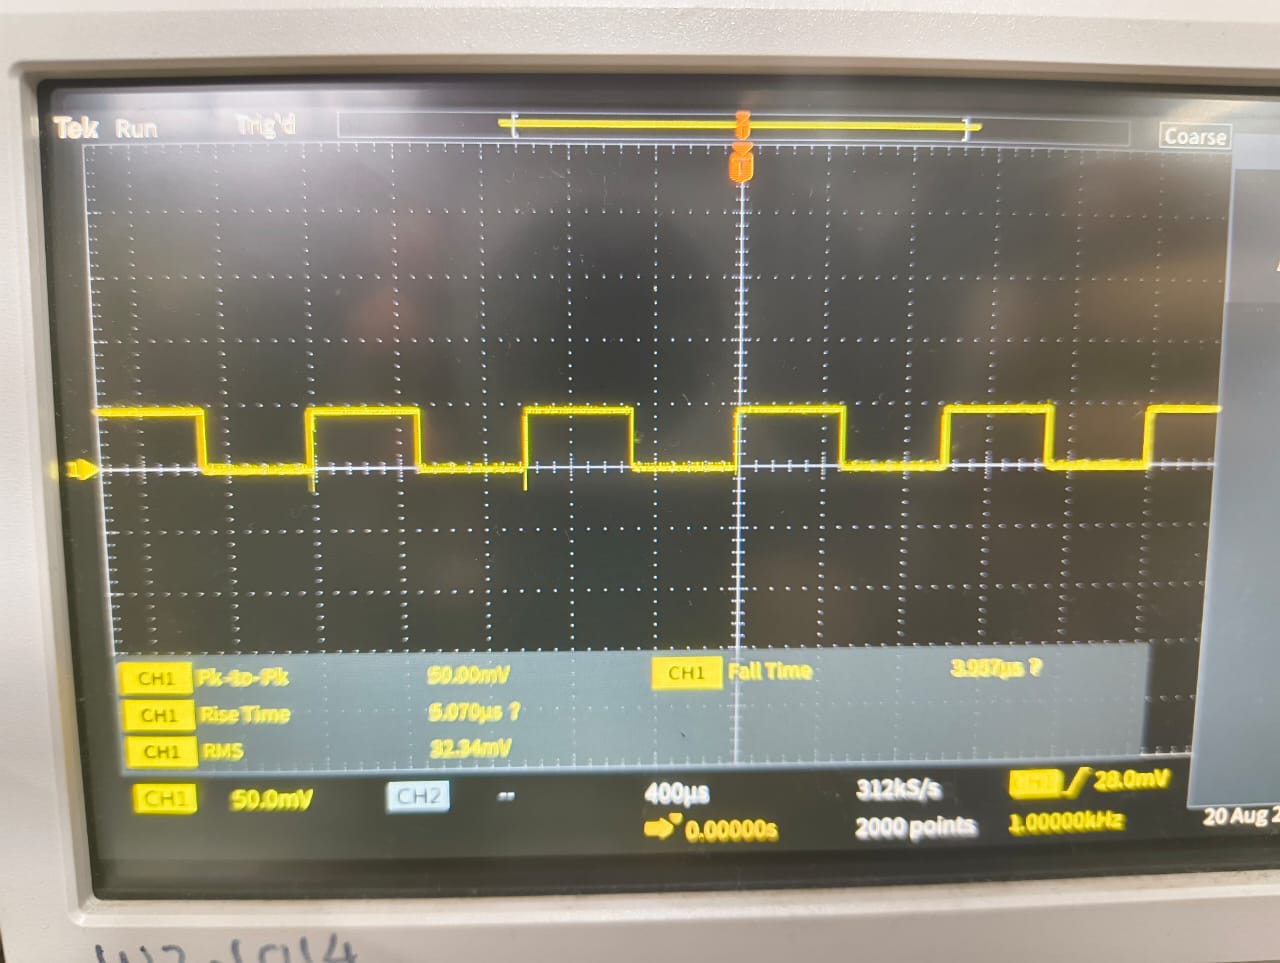 Tek Run Trig'd
Coarse
CH1 Pk-to-Pk 50.00mV CH1 Fall Time 3.957µs ?
CH1 Rise Time 5.070µs ?
CH1 RMS 32.34mV
CH1 50.0mV CH2 -- 400µs 312kS/s CH1 28.0mV
0.00000s 2000 points 1.00000kHz
20 Aug 2